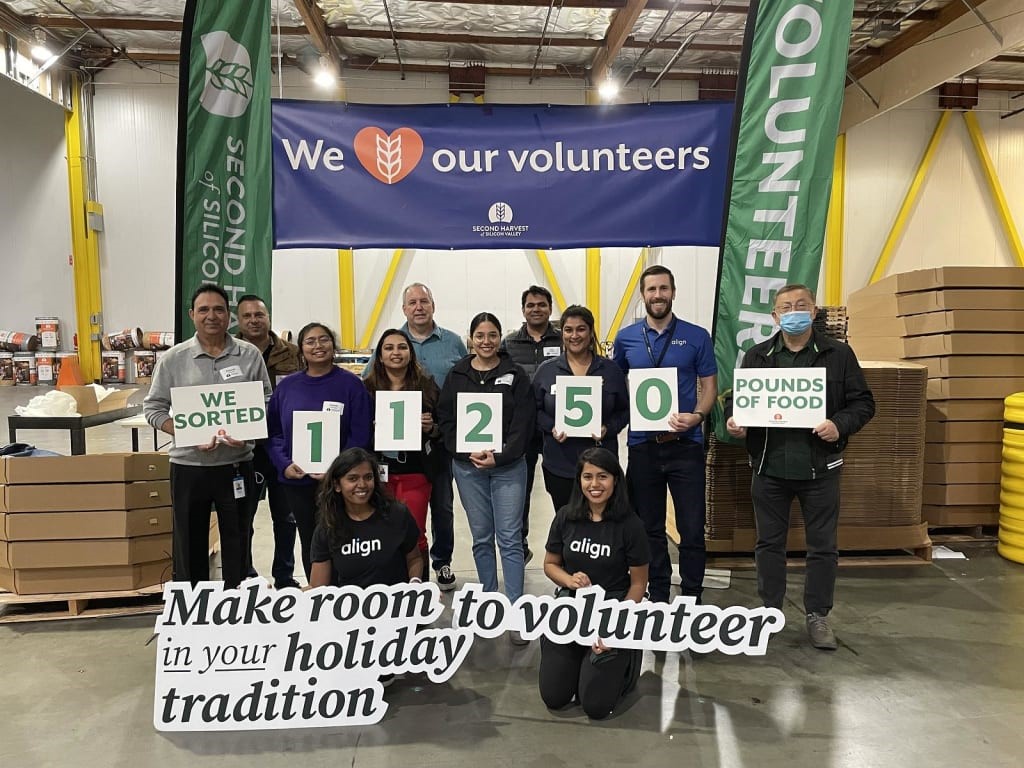 We our volunteers
SECOND HARVEST
of SILICON VALLEY
SECOND HA
of SILICO
VOLUNTEER
WE
SORTED
1
1
2
5
0
POUNDS
OF FOOD
align
align
align
Make room to volunteer
in your holiday
tradition